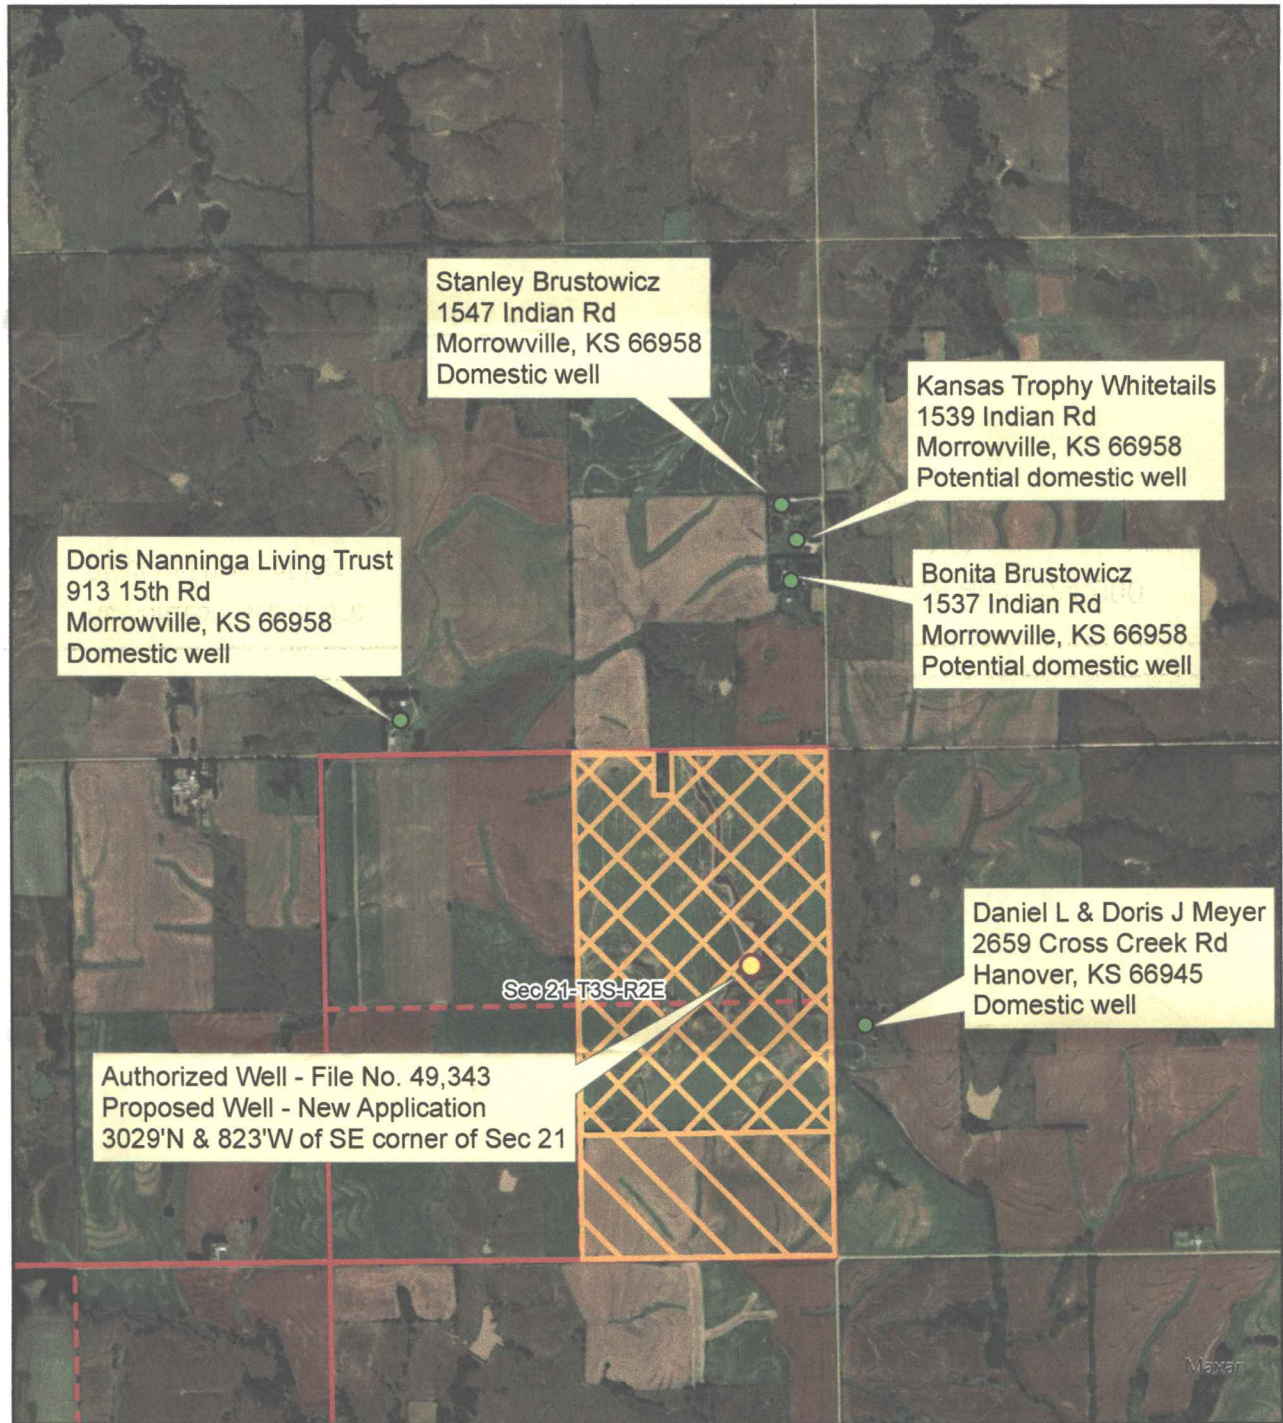 Stanley Brustowicz
1547 Indian Rd
Morrowville, KS 66958
Domestic well
Kansas Trophy Whitetails
1539 Indian Rd
Morrowville, KS 66958
Potential domestic well
Doris Nanninga Living Trust
913 15th Rd
Morrowville, KS 66958
Domestic well
Bonita Brustowicz
1537 Indian Rd
Morrowville, KS 66958
Potential domestic well
Daniel L & Doris J Meyer
2659 Cross Creek Rd
Hanover, KS 66945
Domestic well
Sec 21-T3S-R2E
Authorized Well - File No. 49,343
Proposed Well - New Application
3029'N & 823'W of SE corner of Sec 21
Maxar